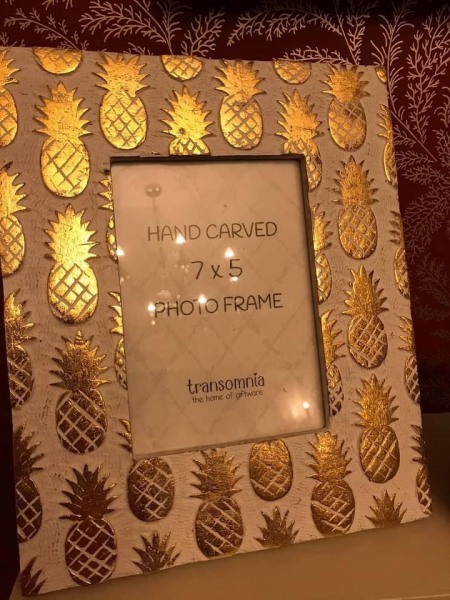 HAND CARVED
7 x 5
PHOTO FRAME
transomnia
the home of giftware